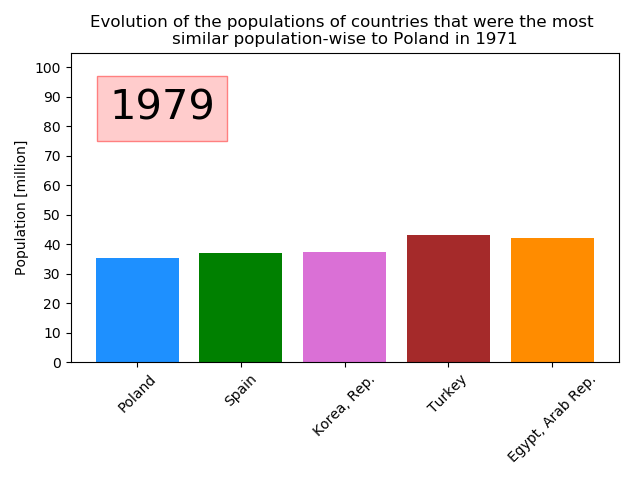 Evolution of the populations of countries that were the most
similar population-wise to Poland in 1971
1979
Population [million]
100
90
80
70
60
50
40
30
20
10
0
Poland
Spain
Korea, Rep.
Turkey
Egypt, Arab Rep.